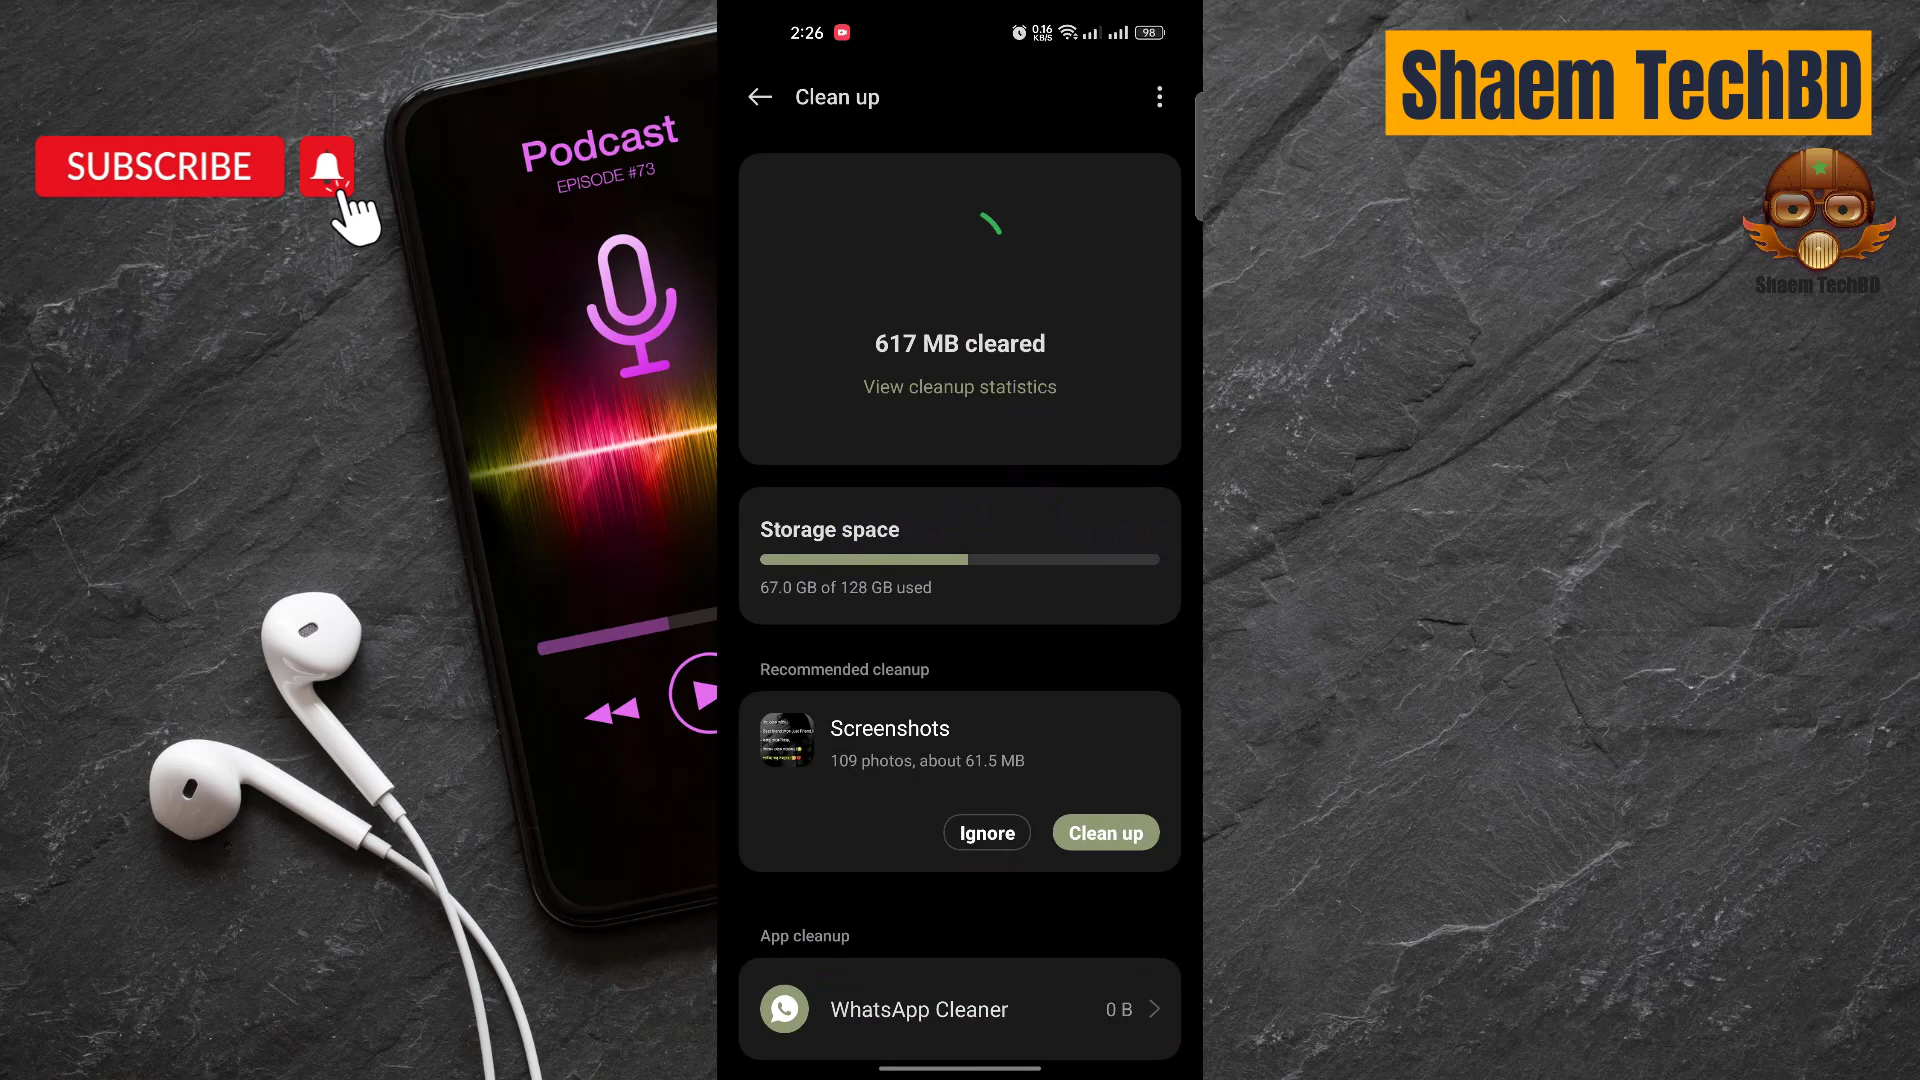 2:26
0.16
KB/S
98
Clean up
Shaem TechBD
SUBSCRIBE
Podcast
EPISODE #73
Shaem TechBD
617 MB cleared
View cleanup statistics
Storage space
67.0 GB of 128 GB used
Recommended cleanup
Screenshots
109 photos, about 61.5 MB
Ignore
Clean up
App cleanup
WhatsApp Cleaner
0 B